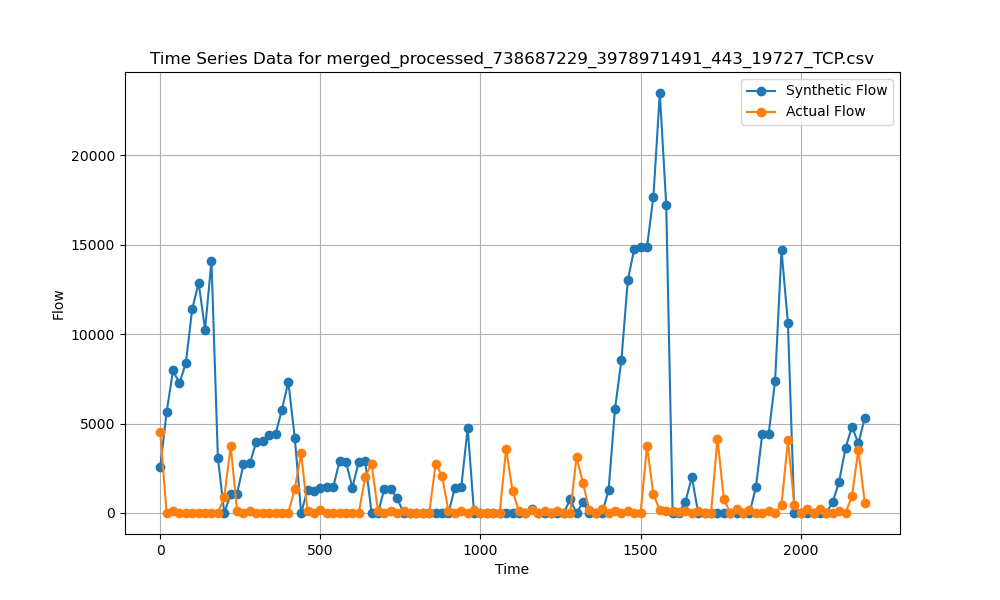 Time Series Data for merged_processed_738687229_3978971491_443_19727_TCP.csv
Synthetic Flow
Actual Flow
Flow
20000
15000
10000
5000
0
0 500 1000 1500 2000
Time